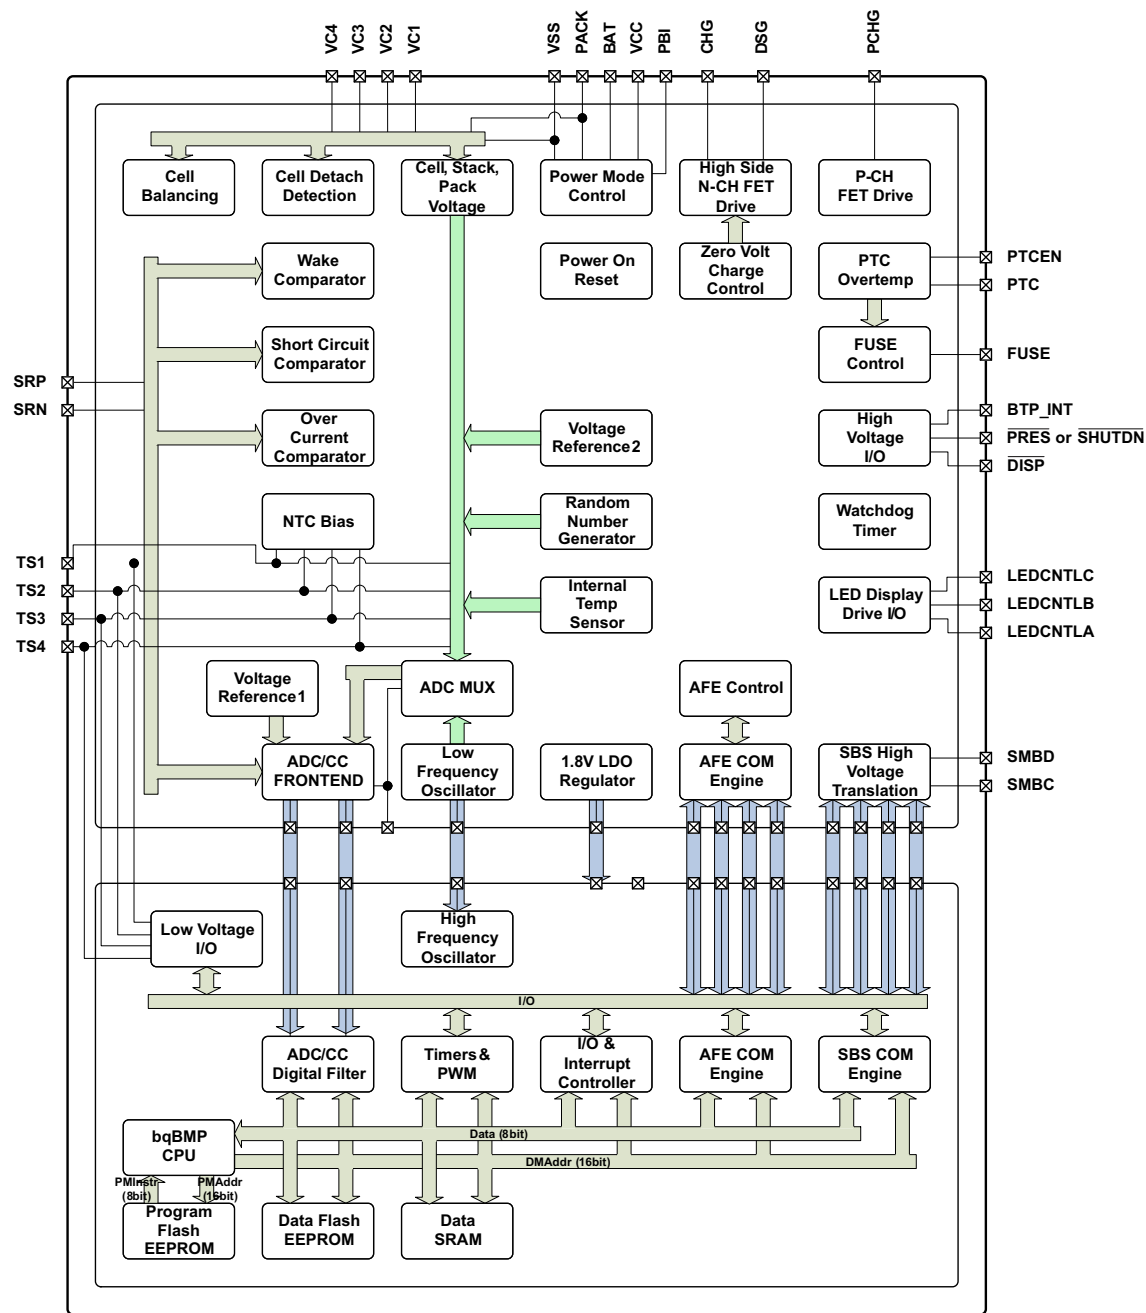 VC4
VC3
VC2
VC1
VSS
PACK
BAT
VCC
PBI
CHG
DSG
PCHG
Cell
Balancing
Cell Detach
Detection
Cell, Stack,
Pack
Voltage
Power Mode
Control
High Side
N-CH FET
Drive
P-CH
FET Drive
Wake
Comparator
Power On
Reset
Zero Volt
Charge
Control
PTC
Overtemp
PTCEN
PTC
Short Circuit
Comparator
FUSE
Control
FUSE
SRP
SRN
Over
Current
Comparator
Voltage
Reference2
High
Voltage
I/O
BTP_INT
PRES or SHUTDN
DISP
NTC Bias
Random
Number
Generator
Watchdog
Timer
TS1
TS2
TS3
TS4
Internal
Temp
Sensor
LED Display
Drive I/O
LEDCNTLC
LEDCNTLB
LEDCNTLA
Voltage
Reference1
ADC MUX
AFE Control
ADC/CC
FRONTEND
Low
Frequency
Oscillator
1.8V LDO
Regulator
AFE COM
Engine
SBS High
Voltage
Translation
SMBD
SMBC
Low Voltage
I/O
High
Frequency
Oscillator
I/O
ADC/CC
Digital Filter
Timers&
PWM
I/O &
Interrupt
Controller
AFE COM
Engine
SBS COM
Engine
bqBMP
CPU
Data (8bit)
DMAddr (16bit)
PMInstr
(8bit)
PMAddr
(16bit)
Program
Flash
EEPROM
Data Flash
EEPROM
Data
SRAM